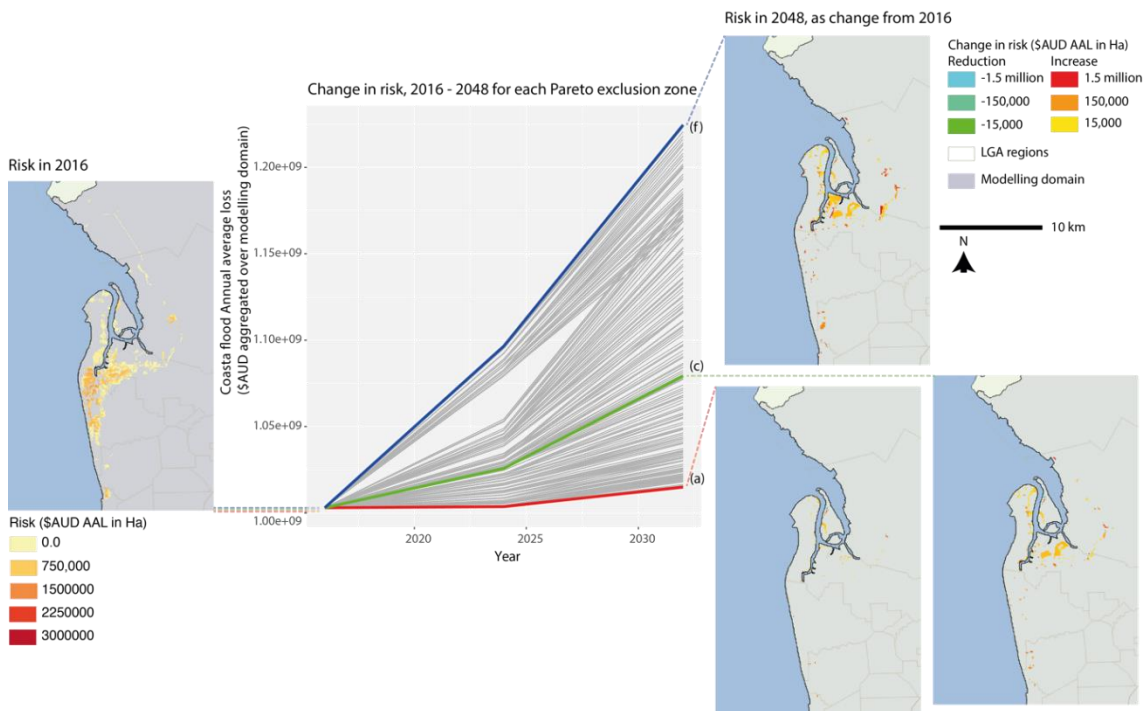 Risk in 2048, as change from 2016
Change in risk ($AUD AAL in Ha)
Reduction Increase
-1.5 million 1.5 million
-150,000 150,000
-15,000 15,000
LGA regions
Modelling domain
10 km
N
Change in risk, 2016 - 2048 for each Pareto exclusion zone
Risk in 2016
Coasta flood Annual average loss
($AUD aggregated over modelling domain)
1.20e+09
1.15e+09
1.10e+09
1.05e+09
1.00e+09
(f)
(c)
(a)
2020 2025 2030
Year
Risk ($AUD AAL in Ha)
0.0
750,000
1500000
2250000
3000000